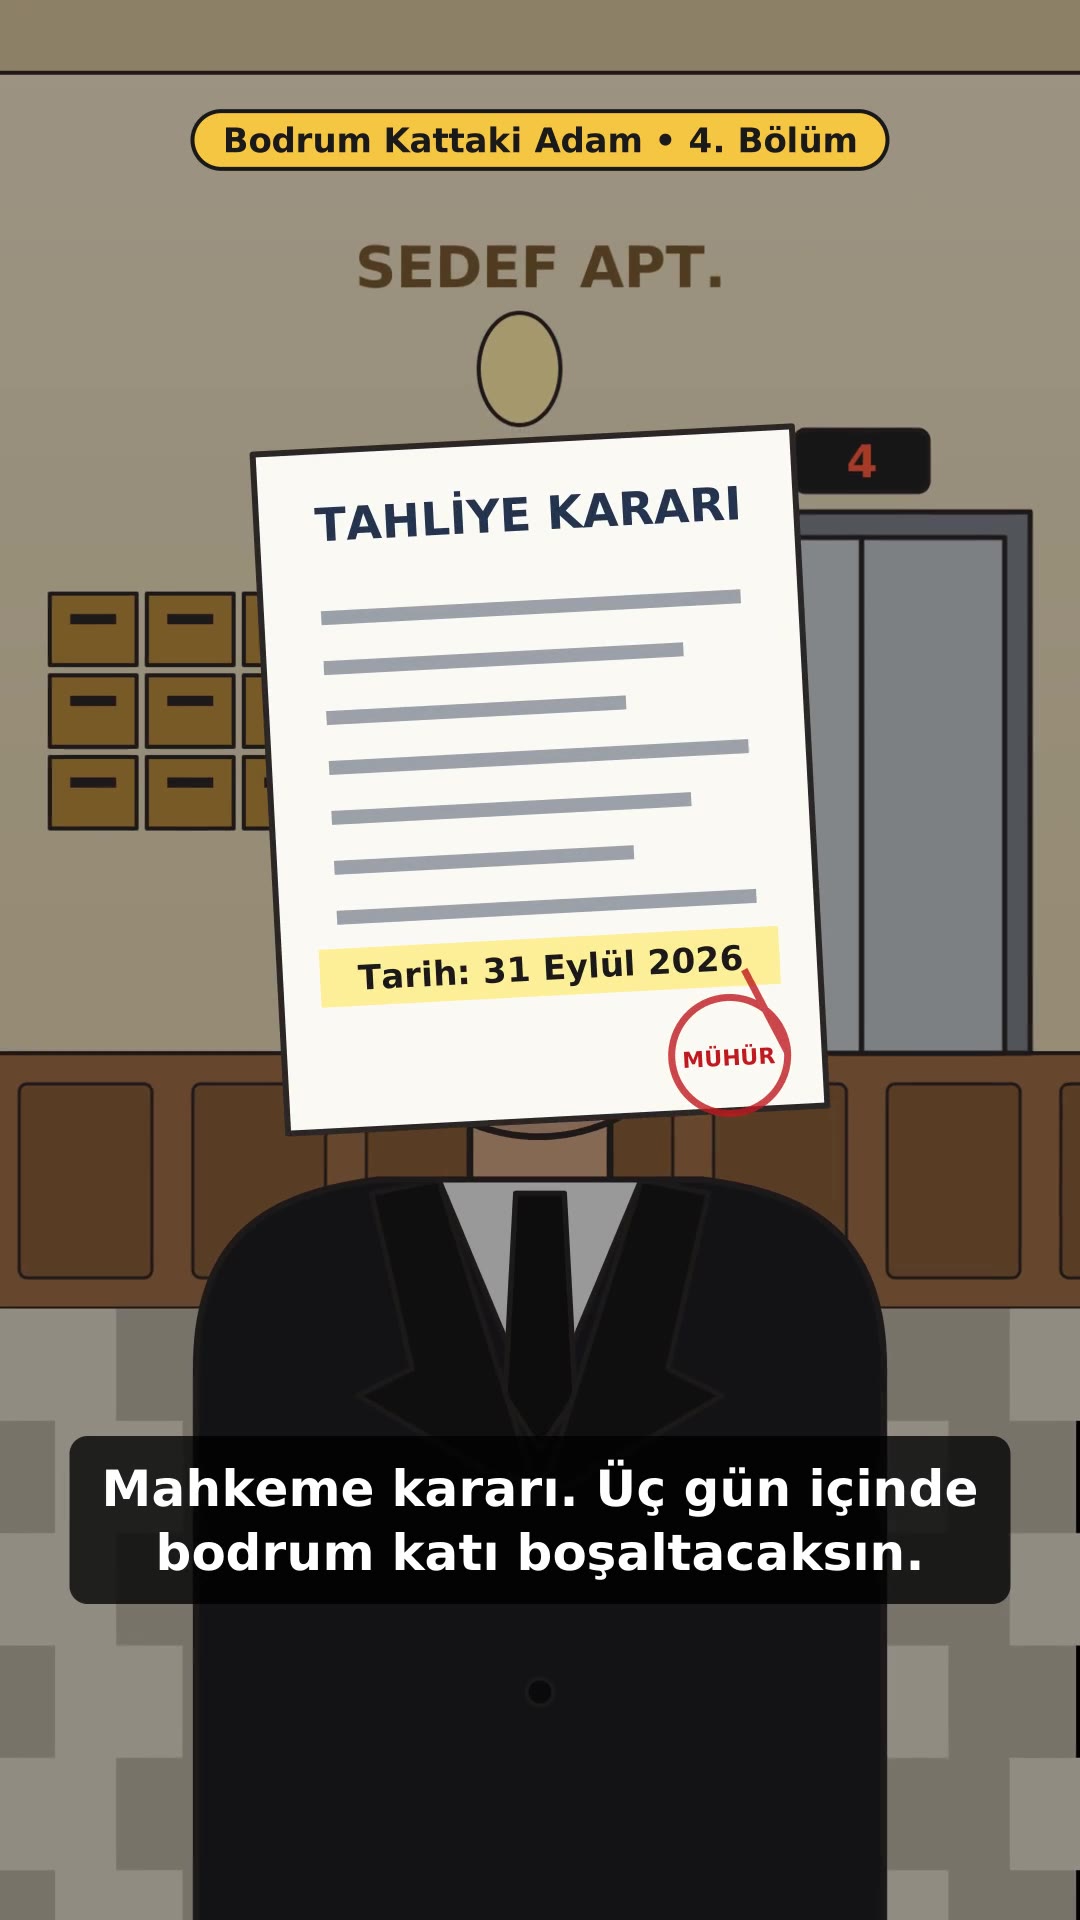 Bodrum Kattaki Adam • 4. Bölüm
SEDEF APT.
4
TAHLİYE KARARI
Tarih: 31 Eylül 2026
MÜHÜR
Mahkeme kararı. Üç gün içinde
bodrum katı boşaltacaksın.